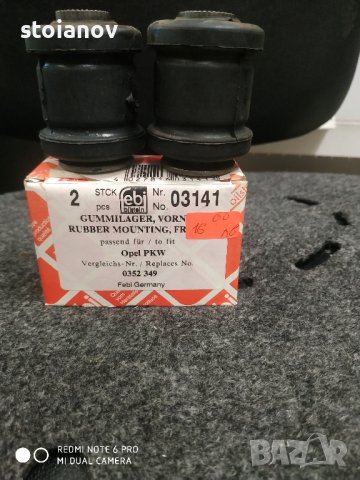 stoianov
2 STCK pcs febi bilstein Nr. No. 03141
GUMMILAGER, VORN
RUBBER MOUNTING, FR
passend für / to fit
Opel PKW
Vergleichs-Nr. / Replaces No.
0352 349
Febi Germany
REDMI NOTE 6 PRO
MI DUAL CAMERA
BAZAR